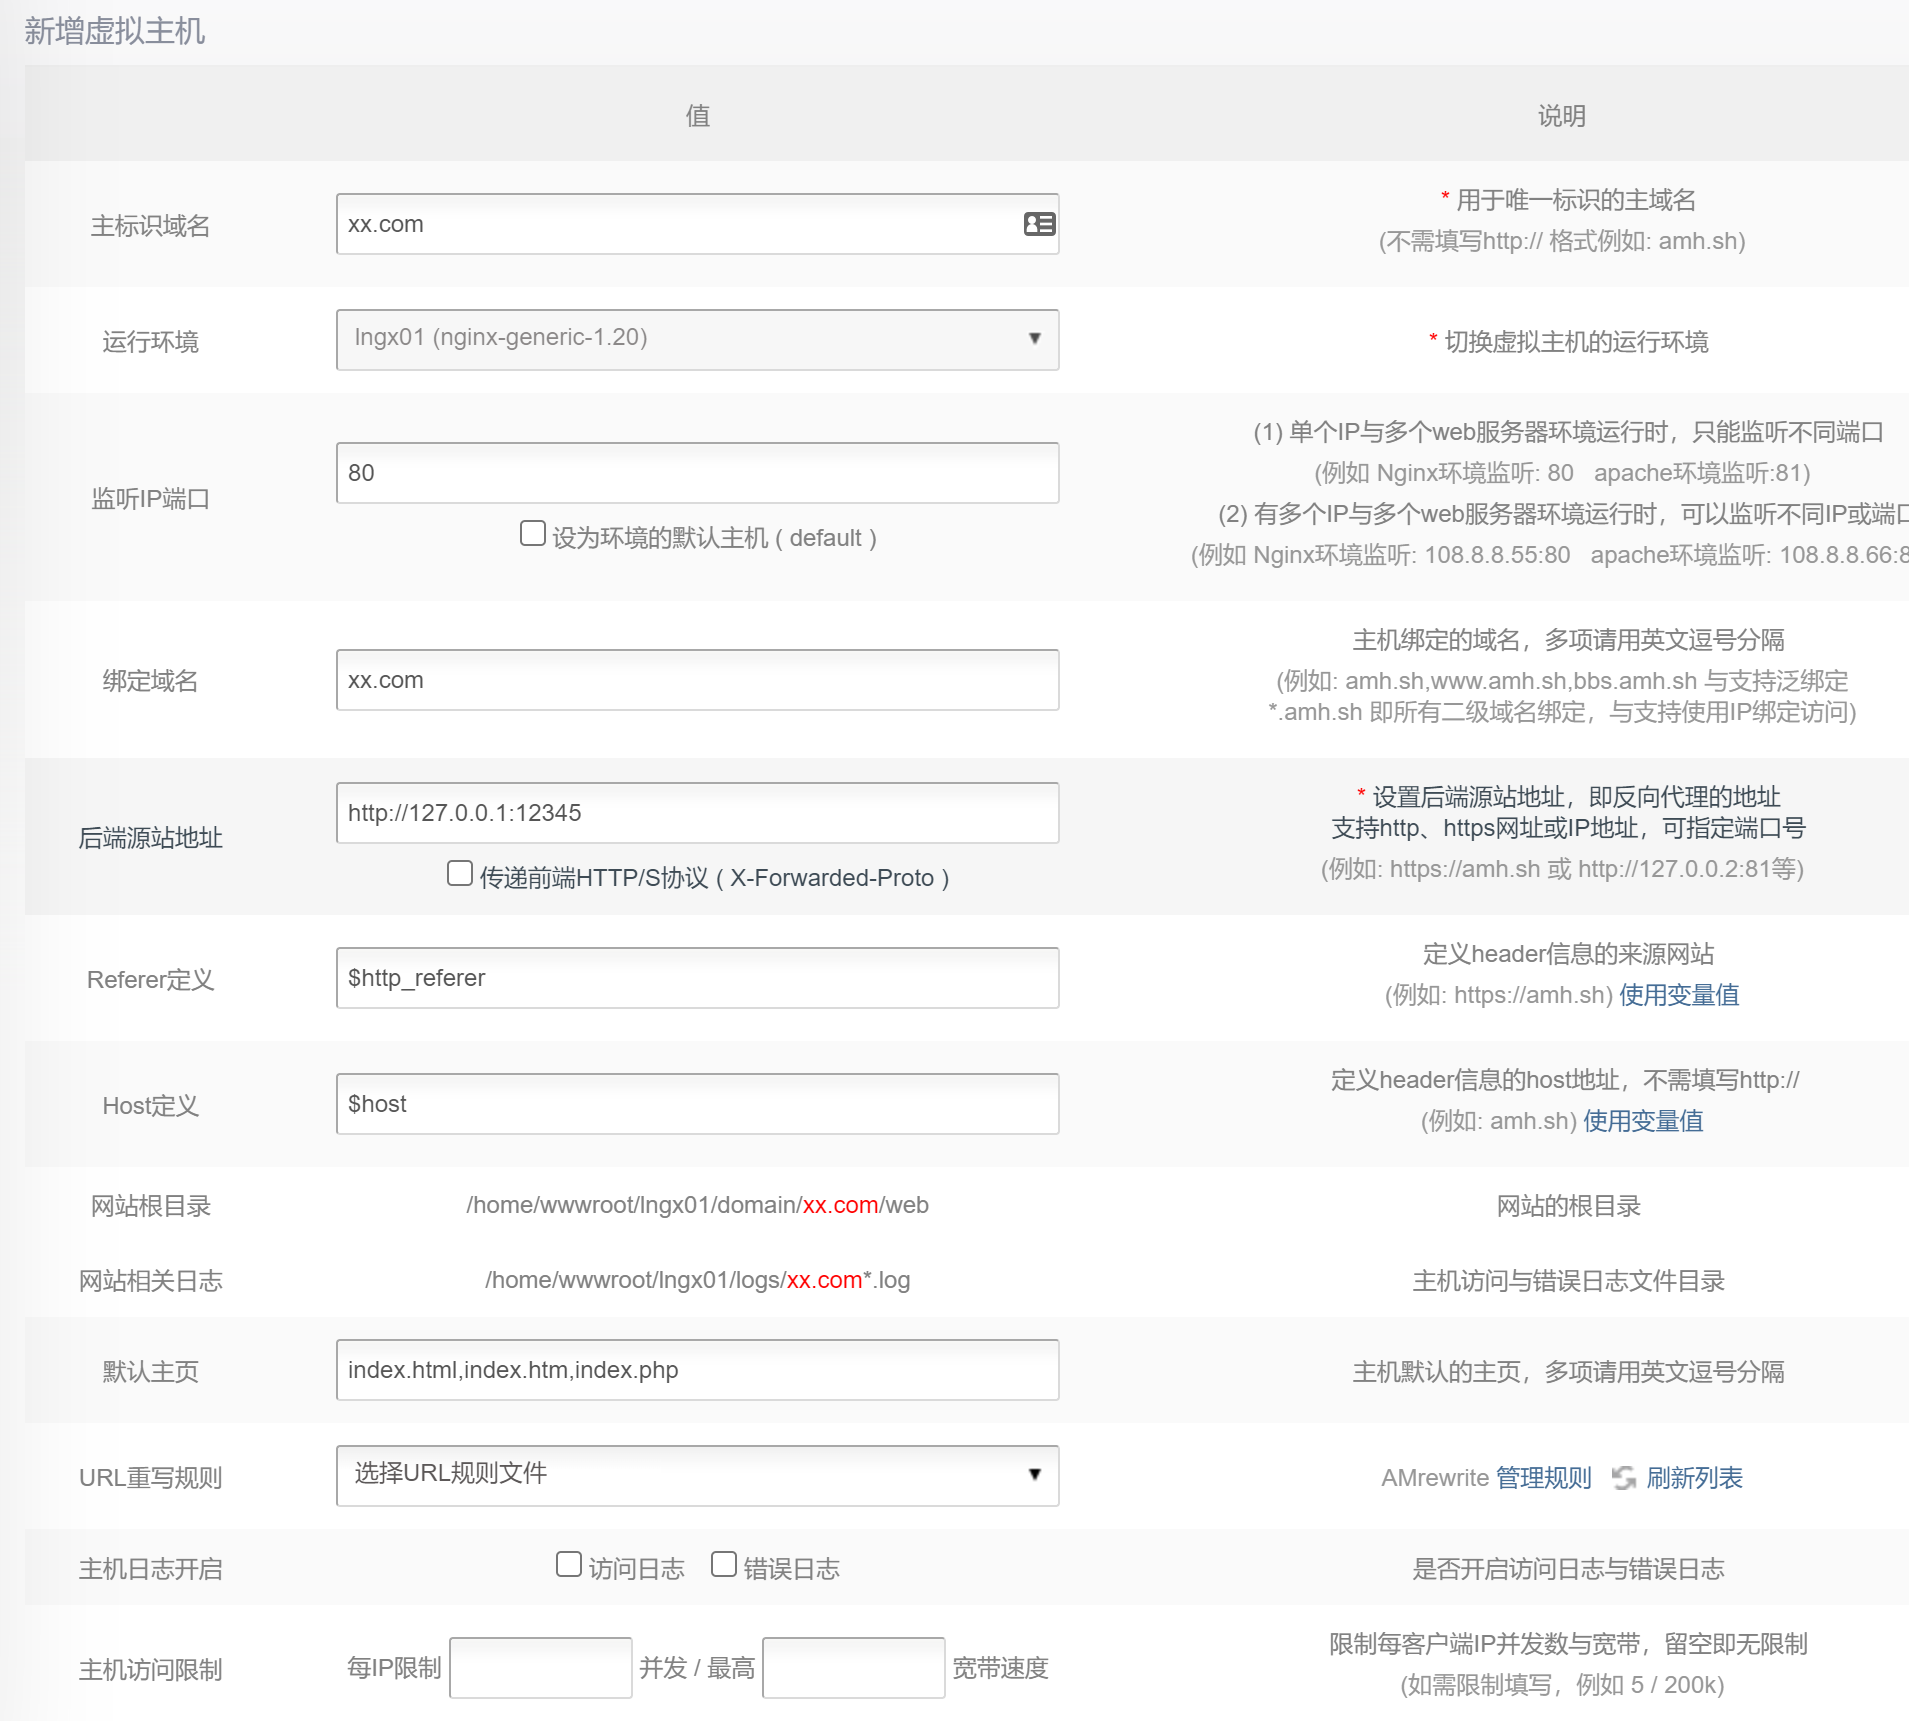 新增虚拟主机
值
说明
主标识域名
xx.com
* 用于唯一标识的主域名
(不需填写http:// 格式例如: amh.sh)
运行环境
lngx01 (nginx-generic-1.20)
* 切换虚拟主机的运行环境
监听IP端口
80
设为环境的默认主机 ( default )
(1) 单个IP与多个web服务器环境运行时，只能监听不同端口
(例如 Nginx环境监听: 80 apache环境监听:81)
(2) 有多个IP与多个web服务器环境运行时，可以监听不同IP或端口
(例如 Nginx环境监听: 108.8.8.55:80 apache环境监听: 108.8.8.66:8
绑定域名
xx.com
主机绑定的域名，多项请用英文逗号分隔
(例如: amh.sh,www.amh.sh,bbs.amh.sh 与支持泛绑定
*.amh.sh 即所有二级域名绑定，与支持使用IP绑定访问)
后端源站地址
http://127.0.0.1:12345
传递前端HTTP/S协议 ( X-Forwarded-Proto )
* 设置后端源站地址，即反向代理的地址
支持http、https网址或IP地址，可指定端口号
(例如: https://amh.sh 或 http://127.0.0.2:81等)
Referer定义
$http_referer
定义header信息的来源网站
(例如: https://amh.sh) 使用变量值
Host定义
$host
定义header信息的host地址，不需填写http://
(例如: amh.sh) 使用变量值
网站根目录
/home/wwwroot/lngx01/domain/xx.com/web
网站的根目录
网站相关日志
/home/wwwroot/lngx01/logs/xx.com*.log
主机访问与错误日志文件目录
默认主页
index.html,index.htm,index.php
主机默认的主页，多项请用英文逗号分隔
URL重写规则
选择URL规则文件
AMrewrite 管理规则 刷新列表
主机日志开启
访问日志 错误日志
是否开启访问日志与错误日志
主机访问限制
每IP限制 并发 / 最高 宽带速度
限制每客户端IP并发数与宽带，留空即无限制
(如需限制填写，例如 5 / 200k)